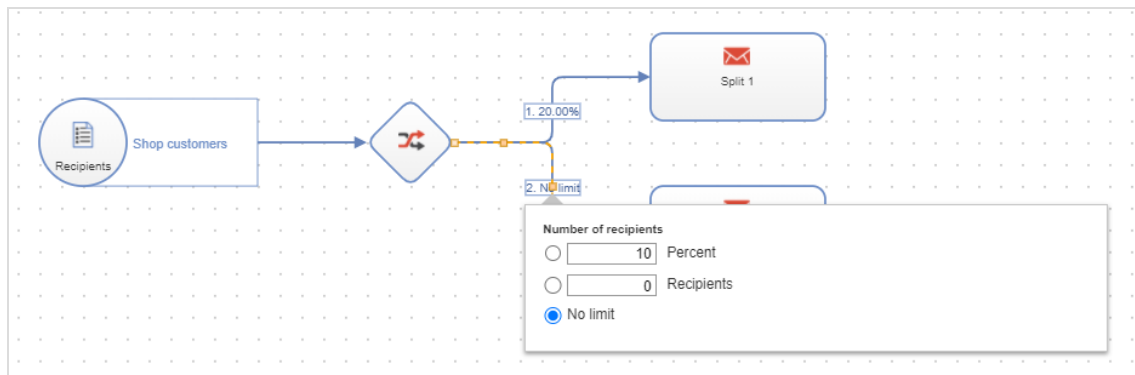 Split 1
1. 20.00%
Shop customers
Recipients
2. No limit
Number of recipients
10 Percent
0 Recipients
No limit